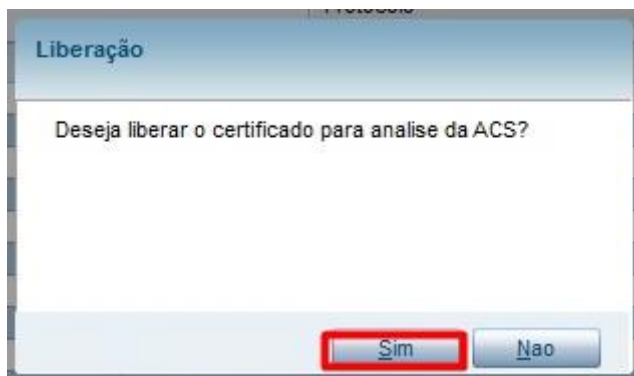 Liberação
Deseja liberar o certificado para analise da ACS?
Sim
Nao